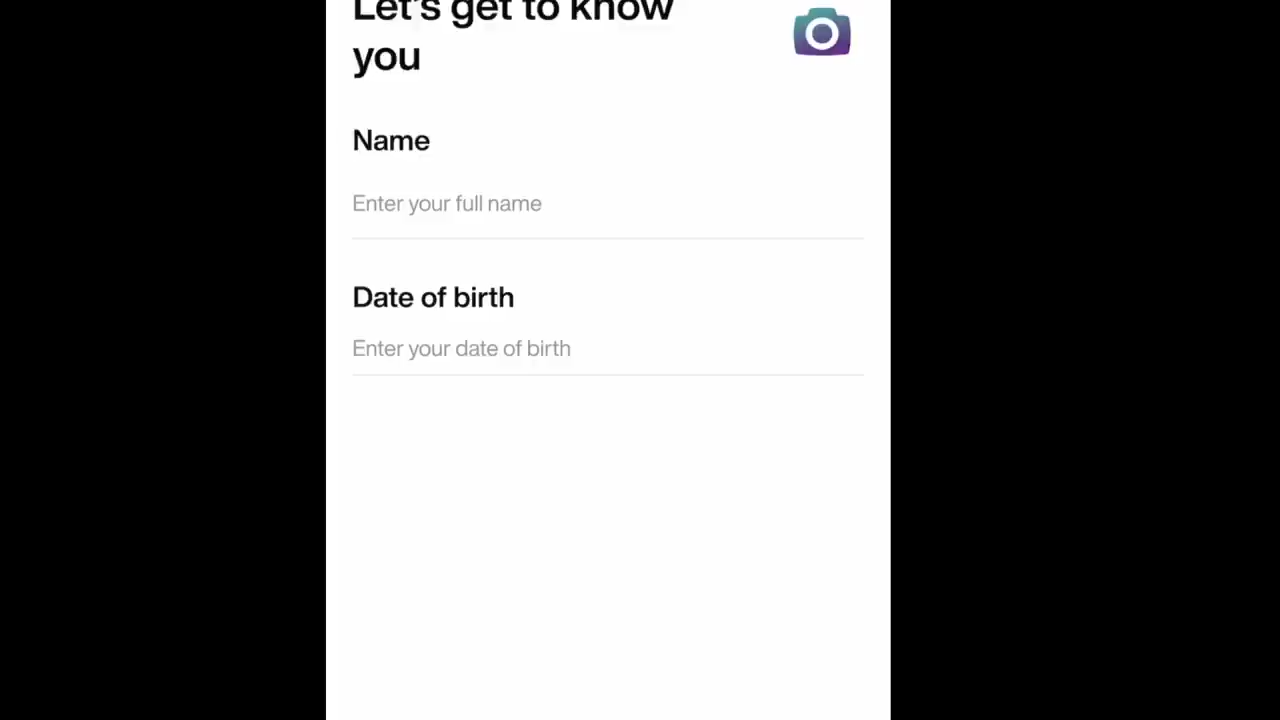 Let's get to know
you
Name
Enter your full name
Date of birth
Enter your date of birth